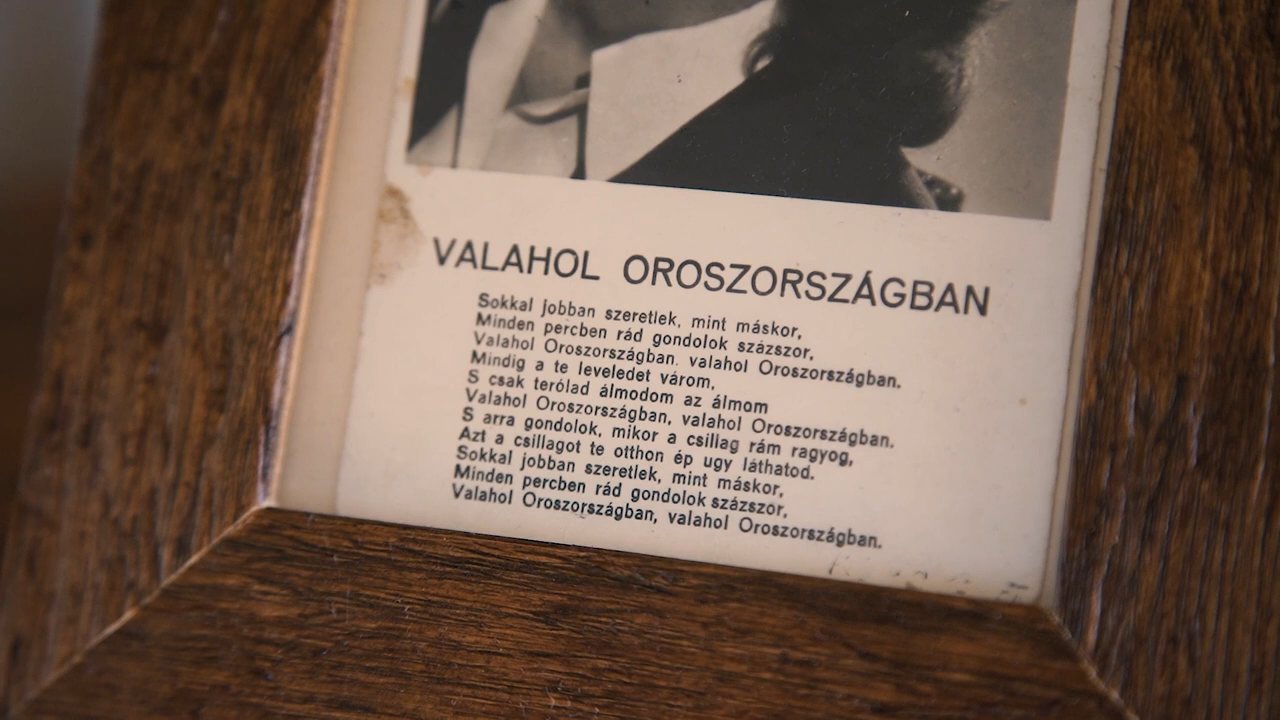 VALAHOL OROSZORSZÁGBAN
Sokkal jobban szeretlek, mint máskor,
Minden percben rád gondolok százszor,
Valahol Oroszországban. valahol Oroszországban.
Mindig a te leveledet várom,
S csak terólad álmodom az álmom
Valahol Oroszországban, valahol Oroszországban.
S arra gondolok, mikor a csillag rám ragyog,
Azt a csillagot te otthon ép ugy láthatod.
Sokkal jobban szeretlek, mint máskor,
Minden percben rád gondolok százszor,
Valahol Oroszországban, valahol Oroszországban.